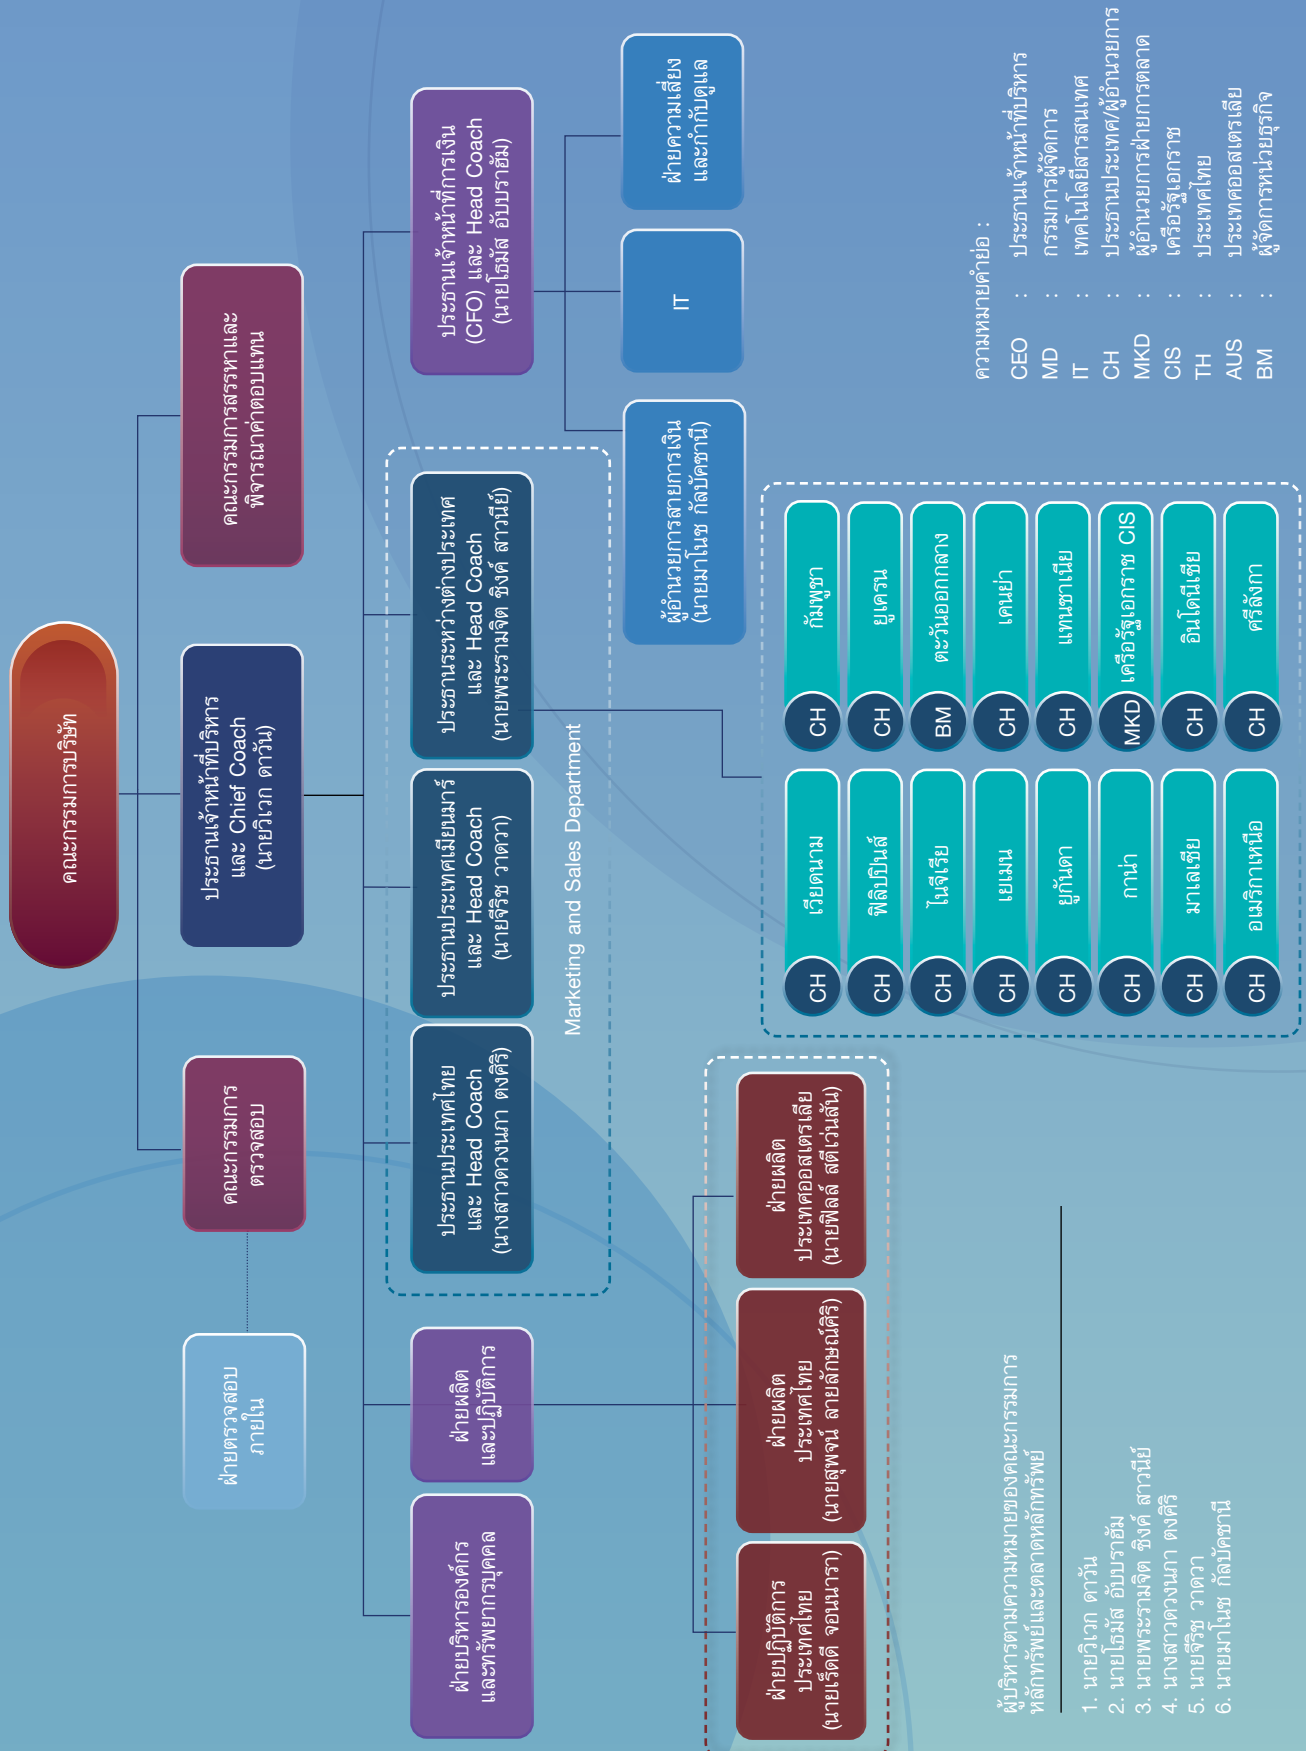 คณะกรรมการบริษัท
คณะกรรมการ
ตรวจสอบ
ประธานเจ้าหน้าที่บริหาร
และ Chief Coach
(นายวิเวก ดาวัน)
คณะกรรมการสรรหาและ
พิจารณาค่าตอบแทน
ฝ่ายตรวจสอบ
ภายใน
ฝ่ายบริหารองค์กร
และทรัพยากรบุคคล
ฝ่ายผลิต
และปฏิบัติการ
ประธานประเทศไทย
และ Head Coach
(นางสาวดวงนภา ตงศิริ)
ประธานประเทศเมียนมาร์
และ Head Coach
(นายจีริช วาดวา)
ประธานระหว่างต่างประเทศ
และ Head Coach
(นายพระรามจิต ซิงค์ สาวนีย์)
Marketing and Sales Department
ประธานเจ้าหน้าที่การเงิน
(CFO) และ Head Coach
(นายโธมัส อับบราฮัม)
ผู้อำนวยการสายการเงิน
(นายมาโนช กัลบัคชานี)
IT
ฝ่ายความเสี่ยง
และกำกับดูแล
ฝ่ายปฏิบัติการ
ประเทศไทย
(นายเร็ดดี จอนนารา)
ฝ่ายผลิต
ประเทศไทย
(นายสุพจน์ ลายลักษณ์ศิริ)
ฝ่ายผลิต
ประเทศออสเตรเลีย
(นายฟิลล์ สตีเว่นสัน)
CH เวียดนาม
CH ฟิลิปปินส์
CH ไนจีเรีย
CH เยเมน
CH ยูกันดา
CH กาน่า
CH มาเลเซีย
CH อเมริกาเหนือ
CH กัมพูชา
CH ยูเครน
BM ตะวันออกกลาง
CH เคนย่า
CH แทนซาเนีย
MKD เครือรัฐเอกราช CIS
CH อินโดนีเซีย
CH ศรีลังกา
ผู้บริหารตามความหมายของคณะกรรมการ
หลักทรัพย์และตลาดหลักทรัพย์
1. นายวิเวก ดาวัน
2. นายโธมัส อับบราฮัม
3. นายพระรามจิต ซิงค์ สาวนีย์
4. นางสาวดวงนภา ตงศิริ
5. นายจีริช วาดวา
6. นายมาโนช กัลบัคชานี
ความหมายคำย่อ :
CEO : ประธานเจ้าหน้าที่บริหาร
MD : กรรมการผู้จัดการ
IT : เทคโนโลยีสารสนเทศ
CH : ประธานประเทศ/ผู้อำนวยการ
MKD : ผู้อำนวยการฝ่ายการตลาด
CIS : เครือรัฐเอกราช
TH : ประเทศไทย
AUS : ประเทศออสเตรเลีย
BM : ผู้จัดการหน่วยธุรกิจ